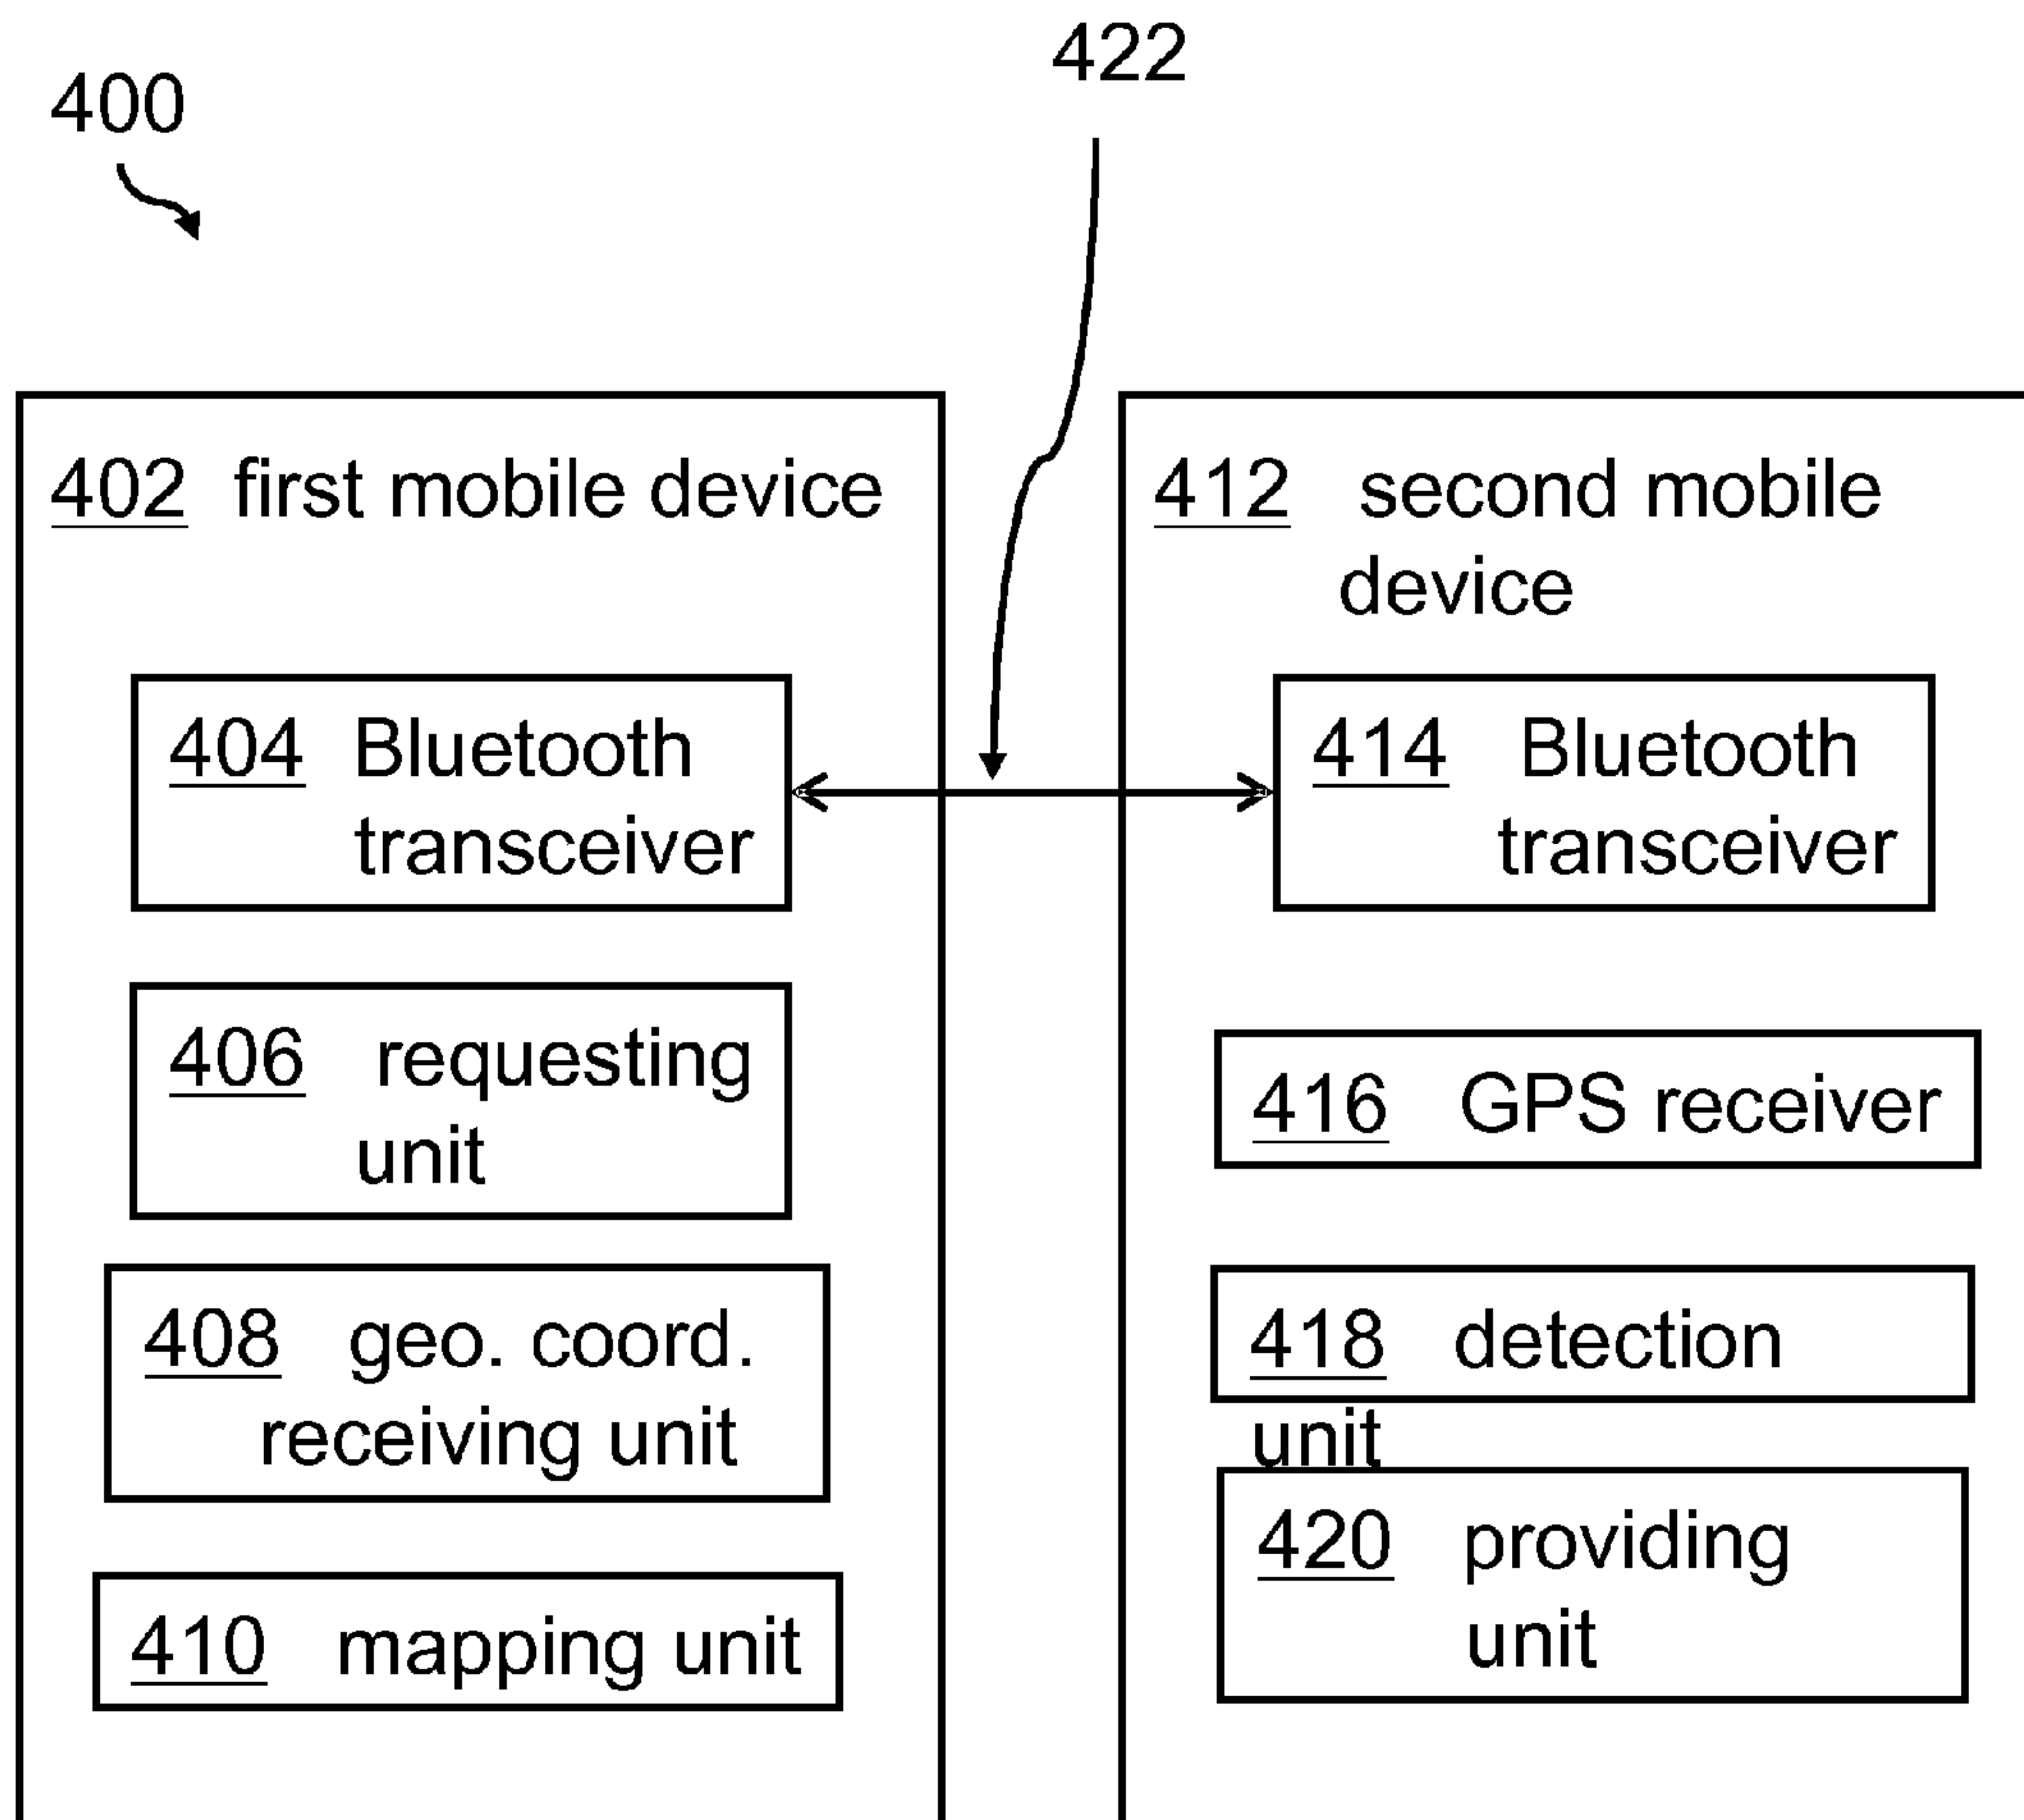 422
400
402 first mobile device
404 Bluetooth
transceiver
406 requesting
unit
408 geo. coord.
receiving unit
410 mapping unit
412 second mobile
device
414 Bluetooth
transceiver
416 GPS receiver
418 detection
unit
420 providing
unit